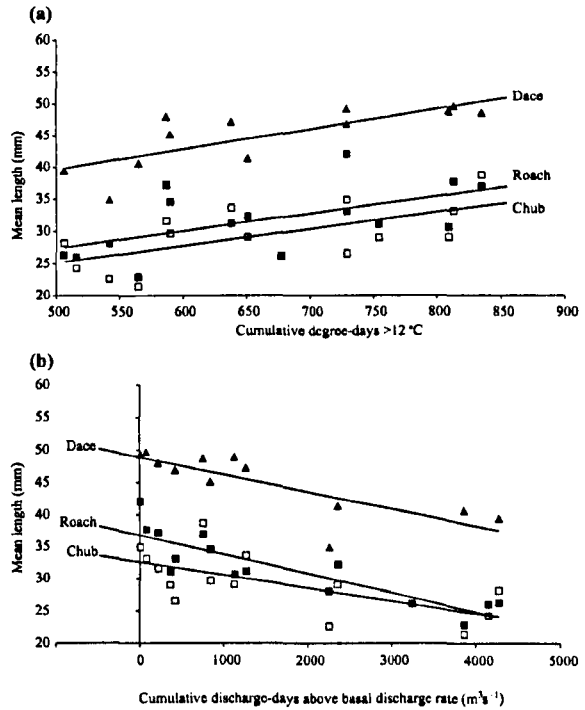 (a)
60
55
50
45
40
35
30
25
20
Mean length (mm)
Dace
Roach
Chub
500 550 600 650 700 750 800 850 900
Cumulative degree-days >12 °C
(b)
60
55
50
45
40
35
30
25
20
Mean length (mm)
Dace
Roach
Chub
0 1000 2000 3000 4000 5000
Cumulative discharge-days above basal discharge rate (m³s⁻¹)